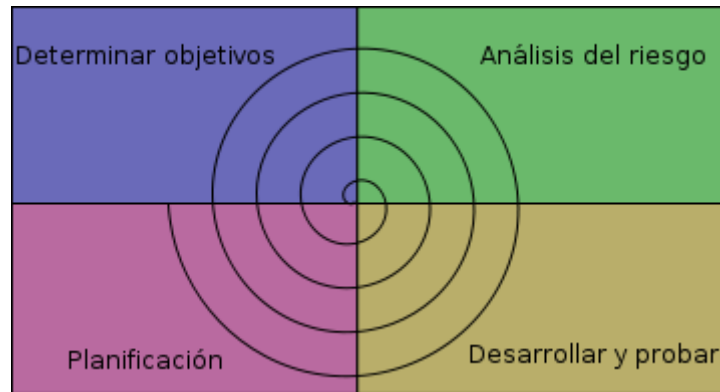 Determinar objetivos
Análisis del riesgo
Planificación
Desarrollar y probar